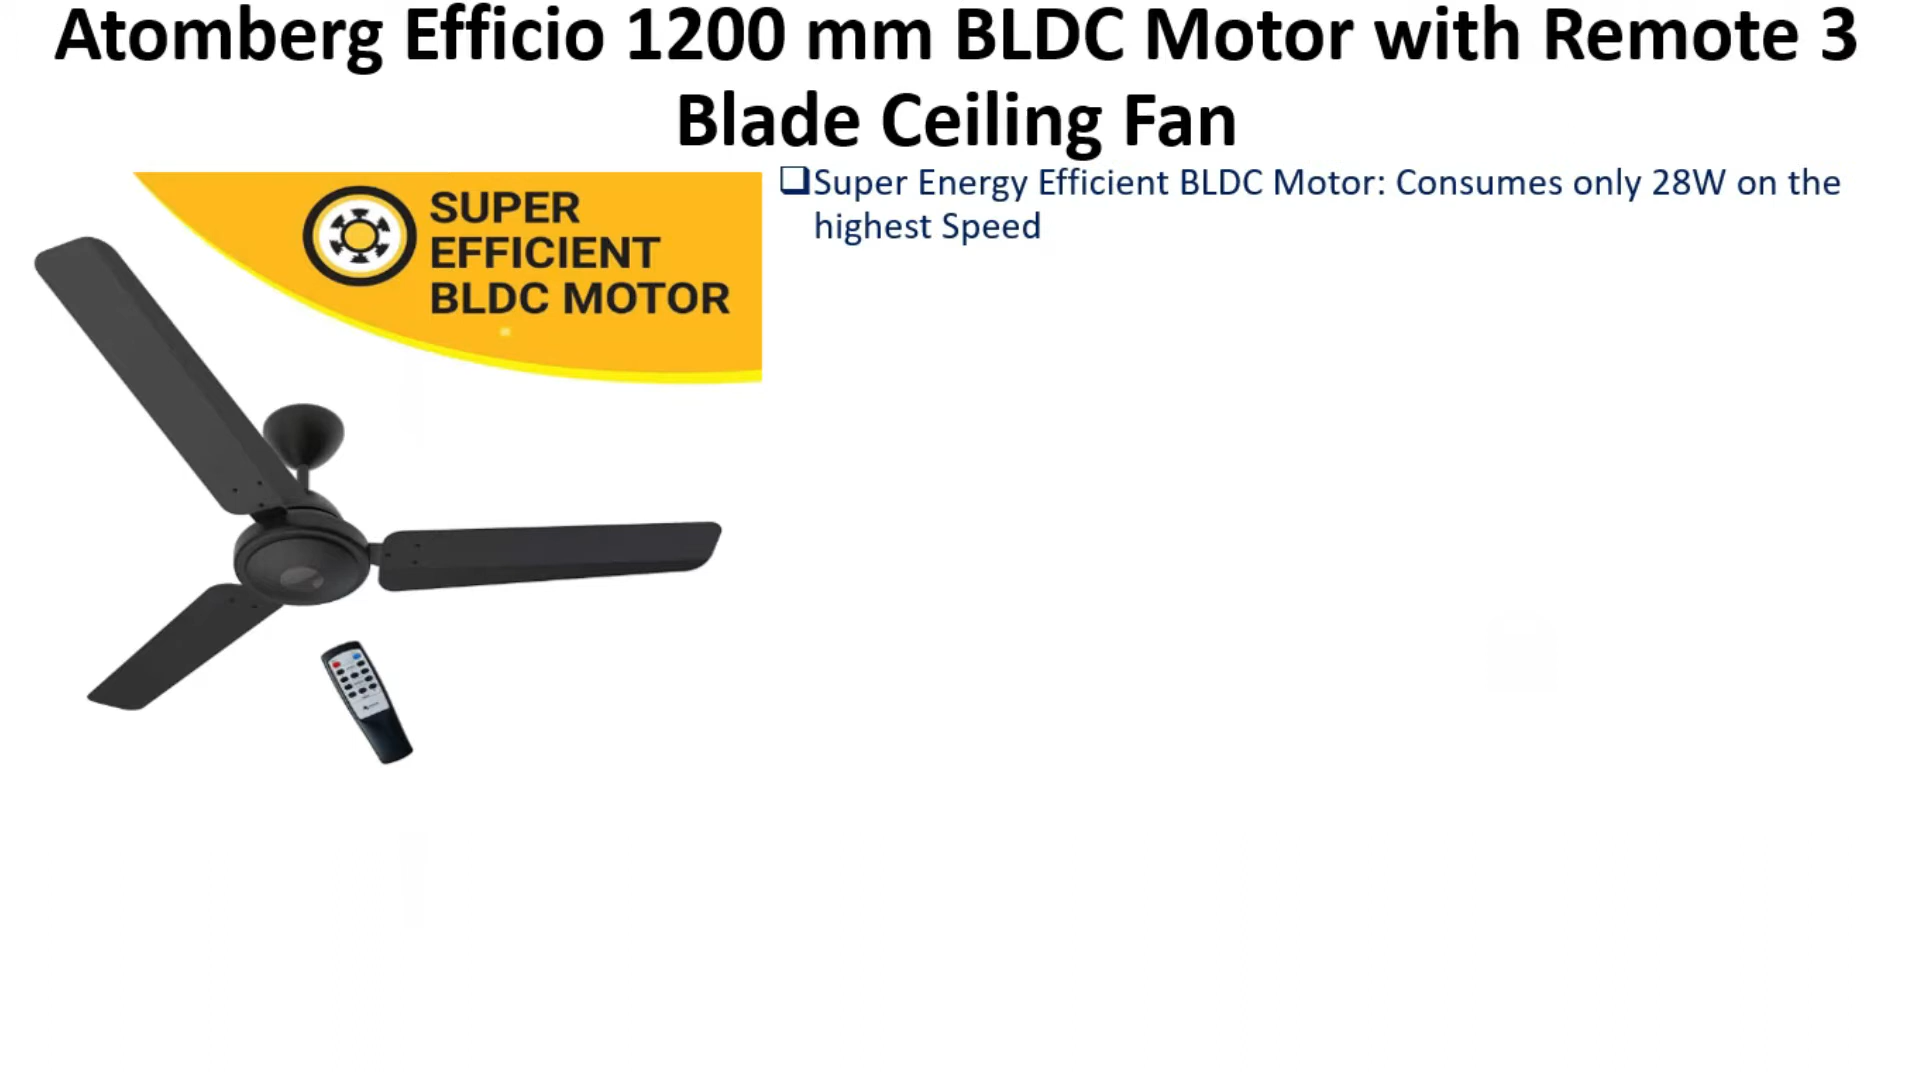 Atomberg Efficio 1200 mm BLDC Motor with Remote 3
Blade Ceiling Fan
SUPER
EFFICIENT
BLDC MOTOR
❑Super Energy Efficient BLDC Motor: Consumes only 28W on the
highest Speed